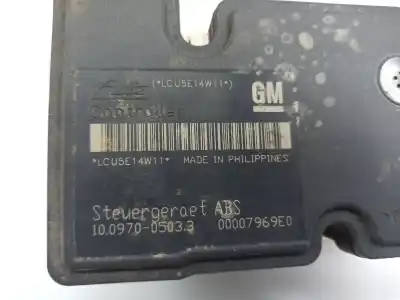 (*LCU5E14W11*)
GM
Controller
*LCU5E14W11* MADE IN PHILIPPINES
Steuergeraet ABS
10.0970-0503.3 00007969E0